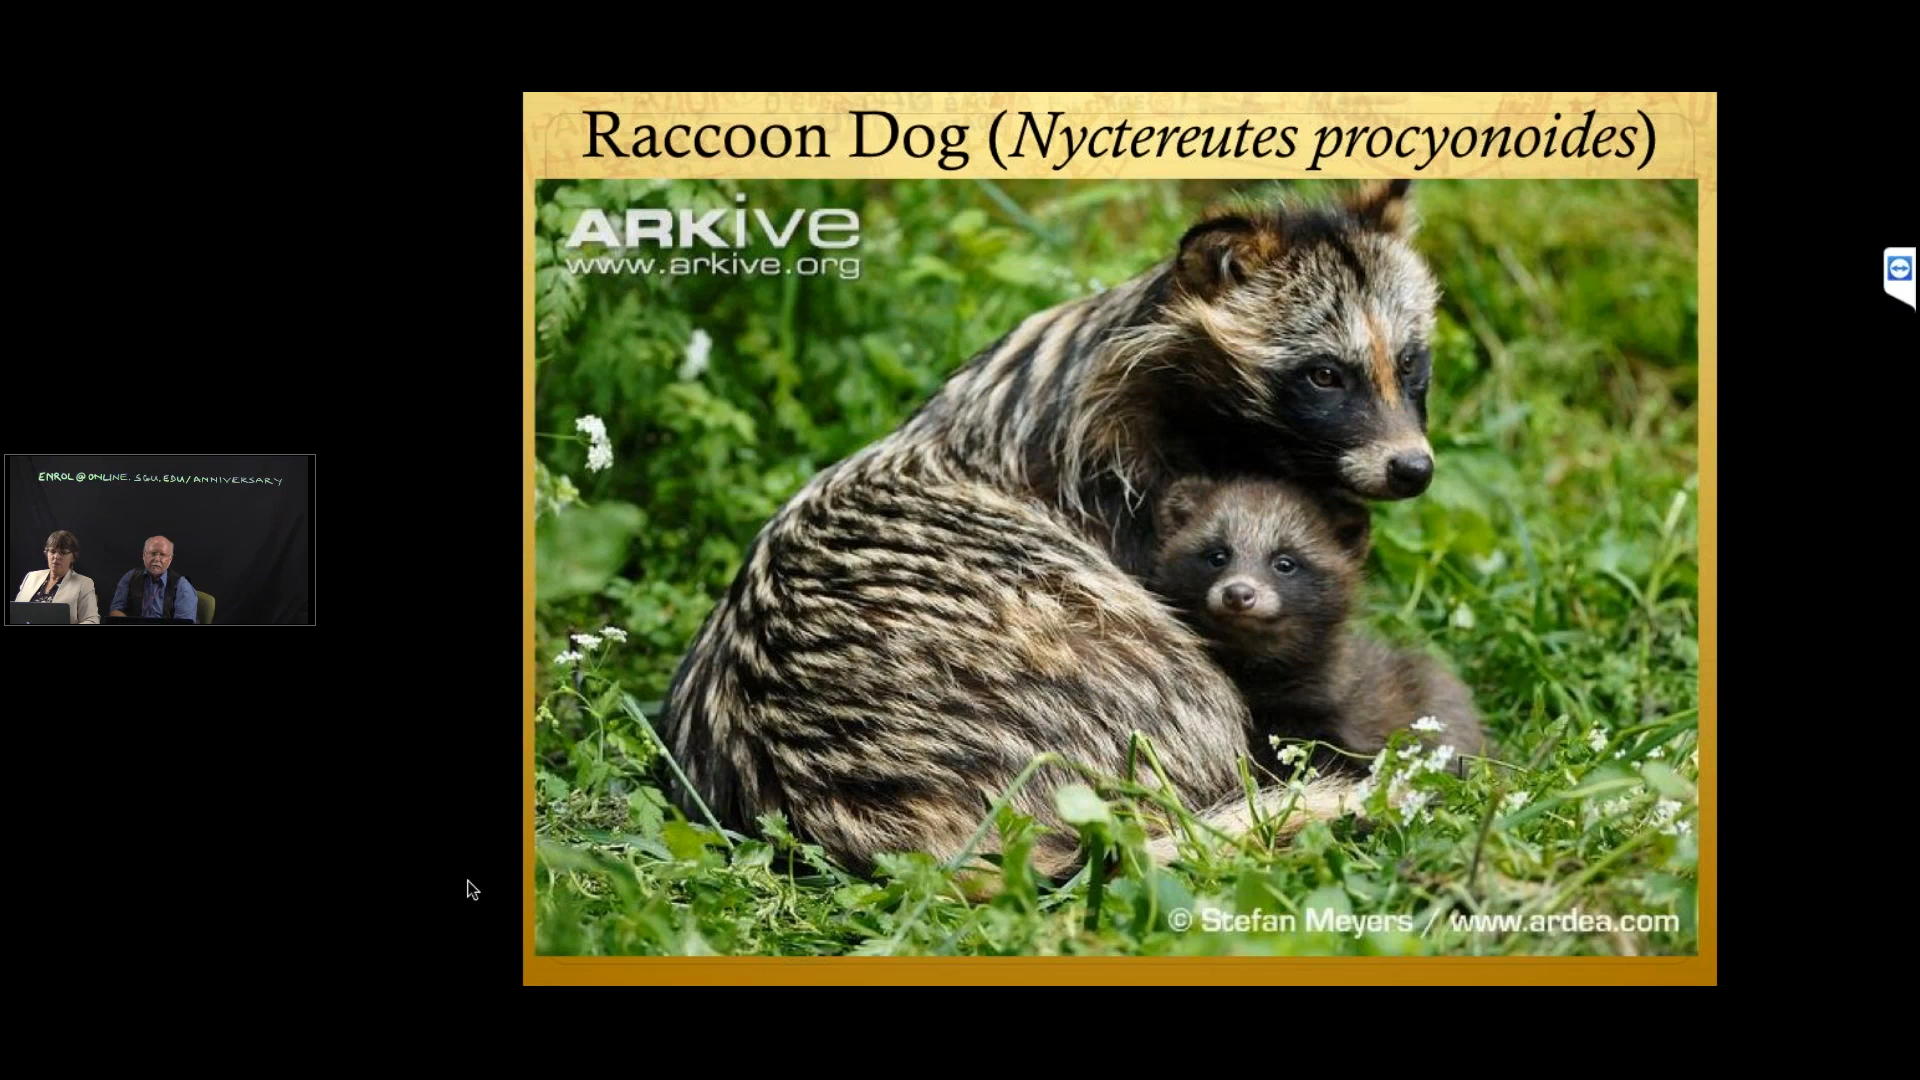 Raccoon Dog (Nyctereutes procyonoides)
ARKive
www.arkive.org
ENROL@ONLINE.SGU.EDU/ANNIVERSARY
© Stefan Meyers / www.ardea.com